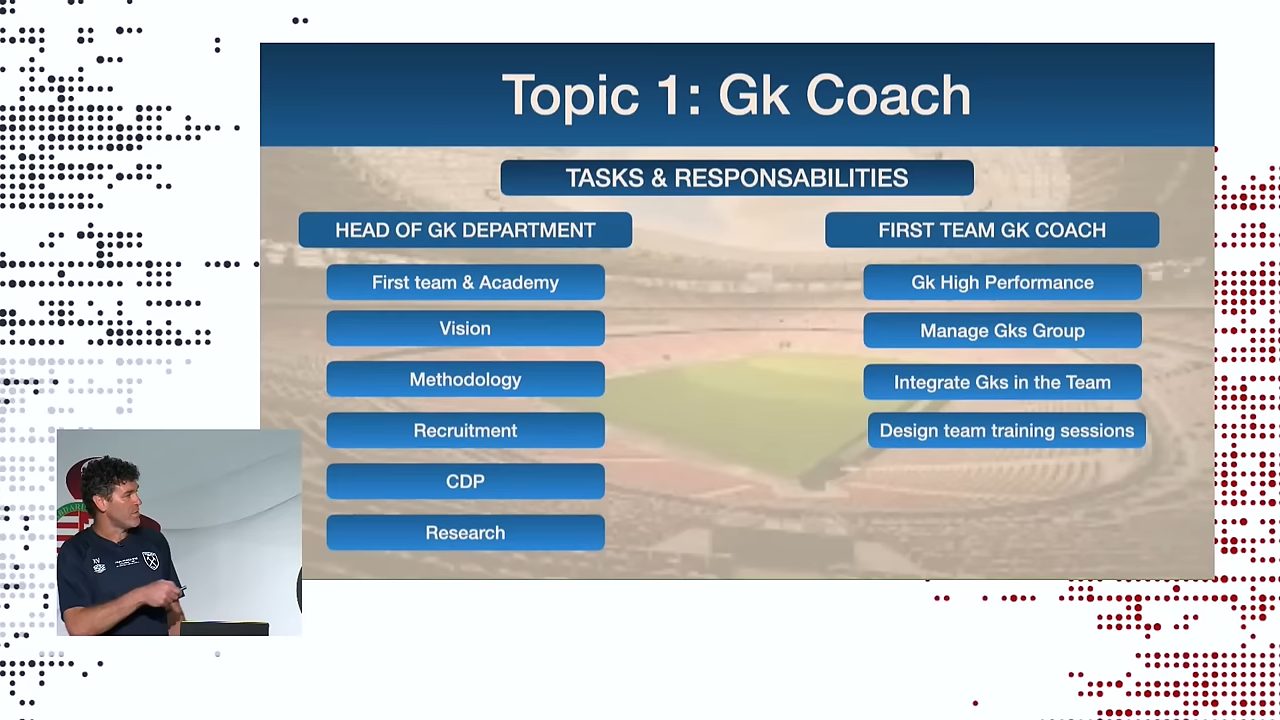 Topic 1: Gk Coach
TASKS & RESPONSABILITIES
HEAD OF GK DEPARTMENT
First team & Academy
Vision
Methodology
Recruitment
CDP
Research
FIRST TEAM GK COACH
Gk High Performance
Manage Gks Group
Integrate Gks in the Team
Design team training sessions
XV